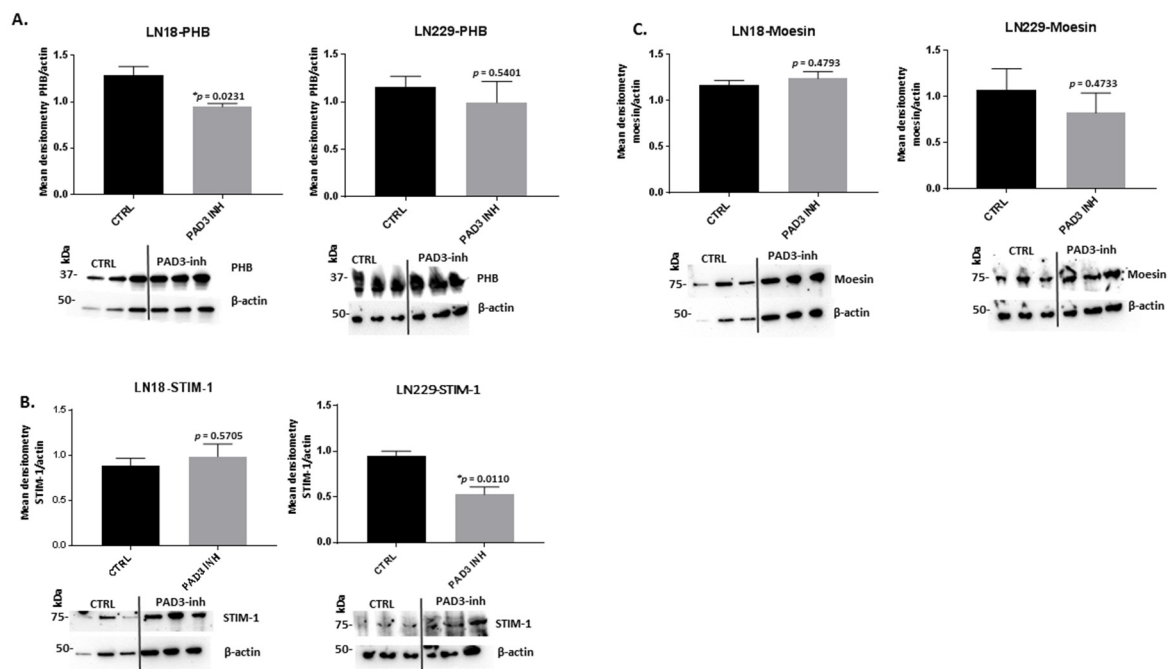 A.
LN18-PHB
Mean densitometry PHB/actin
1.5
1.0
0.5
0.0
*p = 0.0231
CTRL
PAD3 INH
kDa
CTRL
PAD3-inh
37-
PHB
50-
β-actin
LN229-PHB
Mean densitometry PHB/actin
1.5
1.0
0.5
0.0
p = 0.5401
CTRL
PAD3 INH
kDa
CTRL
PAD3-inh
37-
PHB
50-
β-actin
B.
LN18-STIM-1
Mean densitometry
STIM-1/actin
1.5
1.0
0.5
0.0
p = 0.5705
CTRL
PAD3 INH
kDa
CTRL
PAD3-inh
75-
STIM-1
50-
β-actin
LN229-STIM-1
Mean densitometry
STIM-1/actin
1.5
1.0
0.5
0.0
*p = 0.0110
CTRL
PAD3 INH
kDa
CTRL
PAD3-inh
75-
STIM-1
50-
β-actin
C.
LN18-Moesin
Mean densitometry
moesin/actin
1.5
1.0
0.5
0.0
p = 0.4793
CTRL
PAD3 INH
kDa
CTRL
PAD3-inh
75-
Moesin
50-
β-actin
LN229-Moesin
Mean densitometry
moesin/actin
1.5
1.0
0.5
0.0
p = 0.4733
CTRL
PAD3 INH
kDa
CTRL
PAD3-inh
75-
Moesin
50-
β-actin